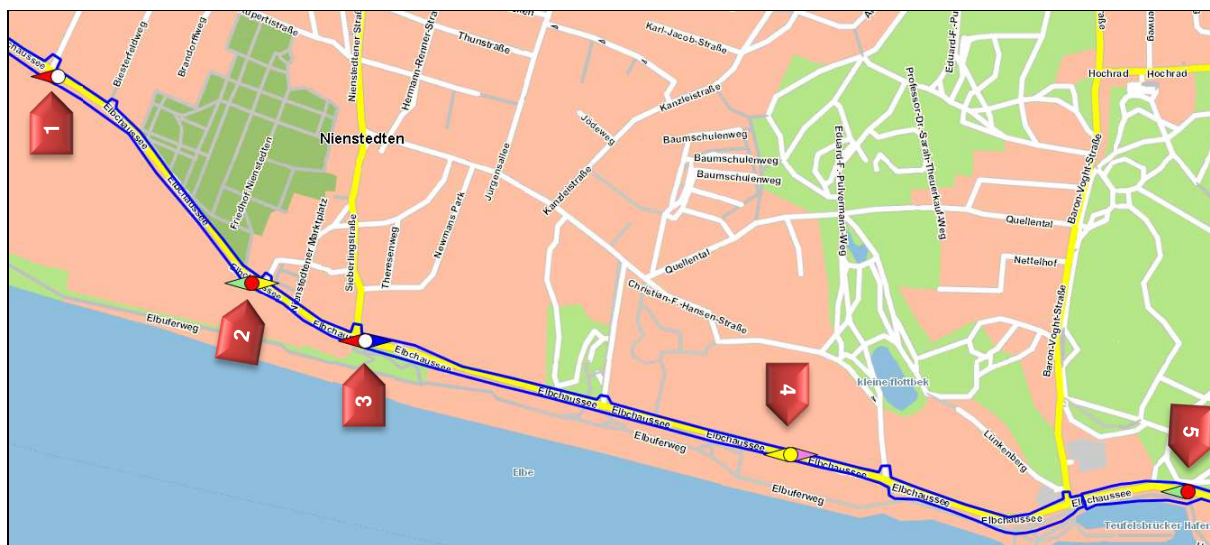 Rupertistraße
Nienstedtener Straße
Thunstraße
Karl-Jacob-Straße
Brandorffweg
Biesterfeldweg
Hermann-Renner-Stra
Kanzleistraße
Hochrad
Hochrad
1
Elbchaussee
Nienstedten
Jödeweg
Baumschulenweg
Baumschulenweg
Baumschulenweg
Eduard-F.-Pulvermann-Weg
Professor-Dr.-Sarah-Theuerkauf-Weg
Baron-Voght-Straße
Jürgensallee
Elbchaussee
Friedhof Nienstedten
Nienstedtener Marktplatz
Sieberlingstraße
Theresenweg
Newmans Park
Kanzleistraße
Quellental
Quellental
Nettelhof
Christian-F.-Hansen-Straße
Baron-Voght-Straße
2
Elbuferweg
Elbchaussee
3
4
kleine flottbek
Elbchaussee
Elbchaussee
Elbchaussee
Elbchaussee
Elbuferweg
Lünkenberg
5
Elbe
Elbchaussee
Elbuferweg
Elbchaussee
Elbchaussee
Elbchaussee
Teufelsbrücker Hafen